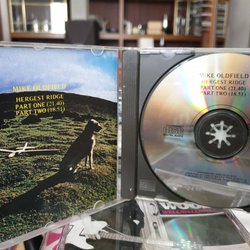 MIKE OLDFIELD
HERGEST RIDGE
PART ONE (21.40)
PART TWO (18.51)
MIKE OLDFIELD
HERGEST RIDGE
PART ONE (21.40)
PART TWO (18.51)